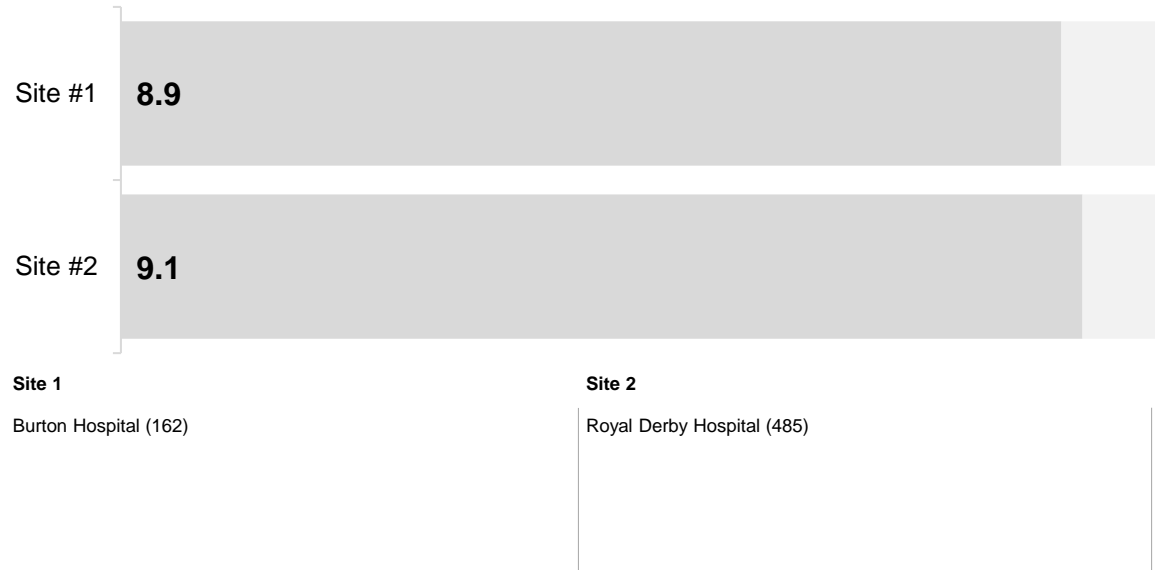 Site #1 8.9
Site #2 9.1
Site 1 Site 2
Burton Hospital (162) Royal Derby Hospital (485)